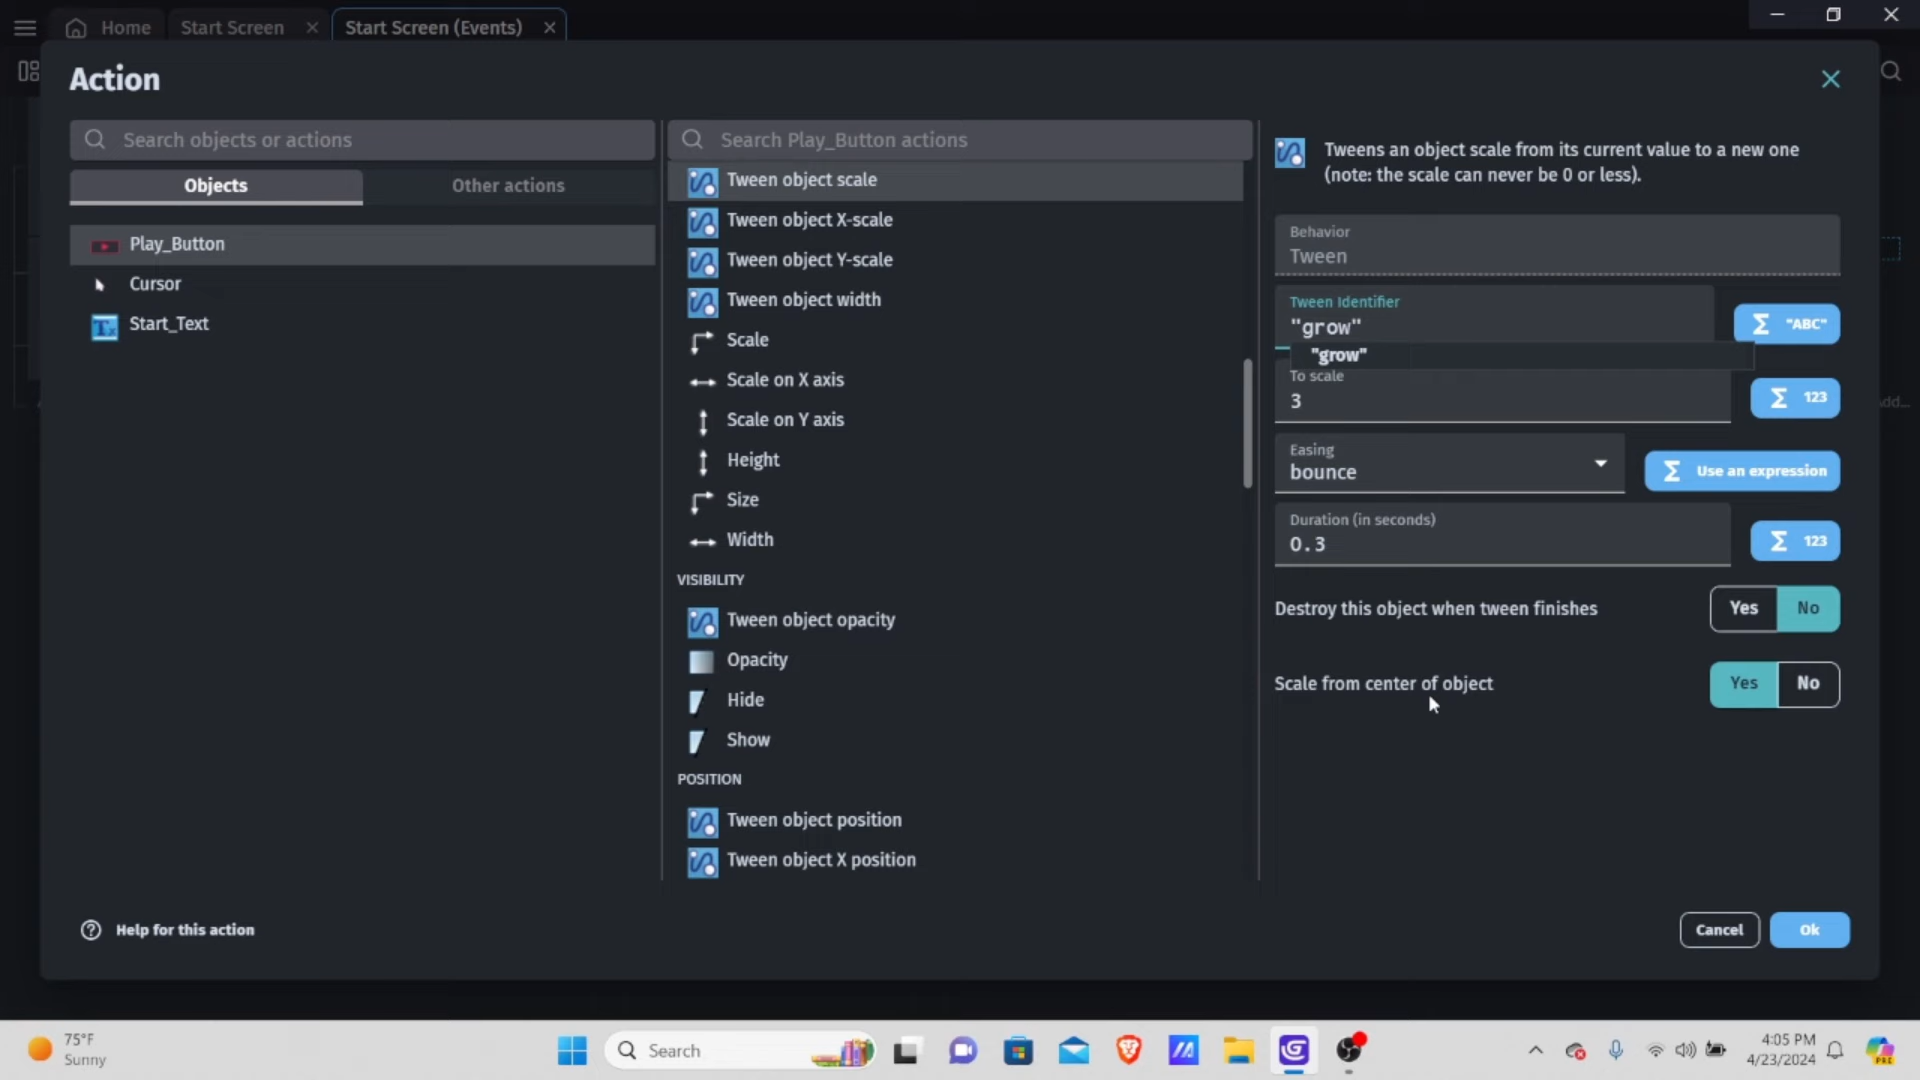 Home
Start Screen
Start Screen (Events)
Action
Search objects or actions
Objects
Other actions
Play_Button
Cursor
Start_Text
Search Play_Button actions
Tween object scale
Tween object X-scale
Tween object Y-scale
Tween object width
Scale
Scale on X axis
Scale on Y axis
Height
Size
Width
VISIBILITY
Tween object opacity
Opacity
Hide
Show
POSITION
Tween object position
Tween object X position
Tweens an object scale from its current value to a new one
(note: the scale can never be 0 or less).
Behavior
Tween
Tween Identifier
"grow"
Σ "ABC"
"grow"
To scale
3
Σ 123
Easing
bounce
Σ Use an expression
Duration (in seconds)
0.3
Σ 123
Destroy this object when tween finishes
Yes No
Scale from center of object
Yes No
Help for this action
Cancel
Ok
75°F
Sunny
Search
4:05 PM
4/23/2024